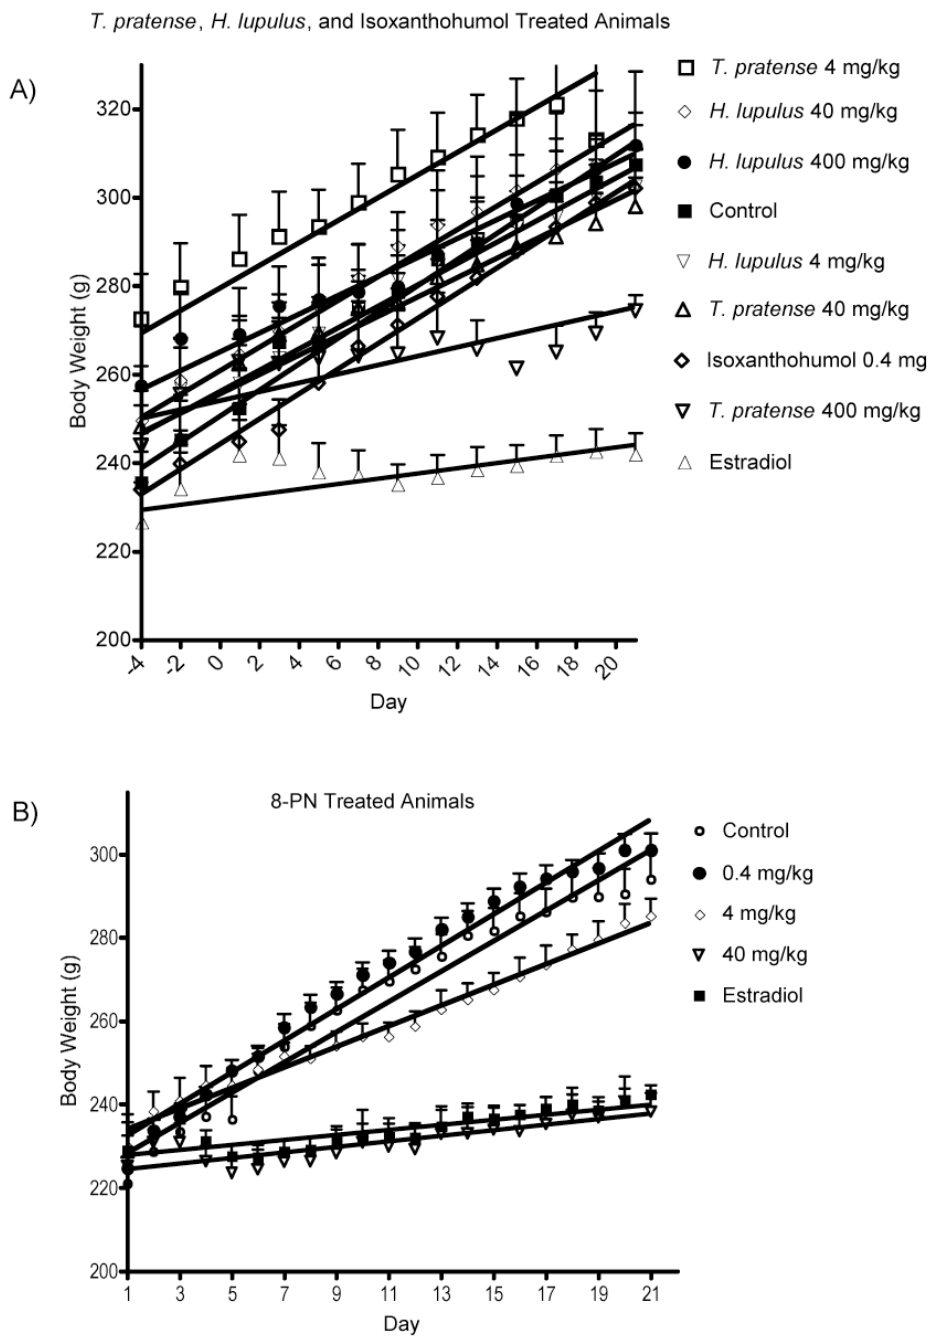 T. pratense, H. lupulus, and Isoxanthohumol Treated Animals
A)
320
300
280
260
240
220
200
Body Weight (g)
-4 -2 0 2 4 6 8 10 12 14 16 18 20
Day
T. pratense 4 mg/kg
H. lupulus 40 mg/kg
H. lupulus 400 mg/kg
Control
H. lupulus 4 mg/kg
T. pratense 40 mg/kg
Isoxanthohumol 0.4 mg
T. pratense 400 mg/kg
Estradiol
B)
8-PN Treated Animals
300
280
260
240
220
200
Body Weight (g)
1 3 5 7 9 11 13 15 17 19 21
Day
Control
0.4 mg/kg
4 mg/kg
40 mg/kg
Estradiol